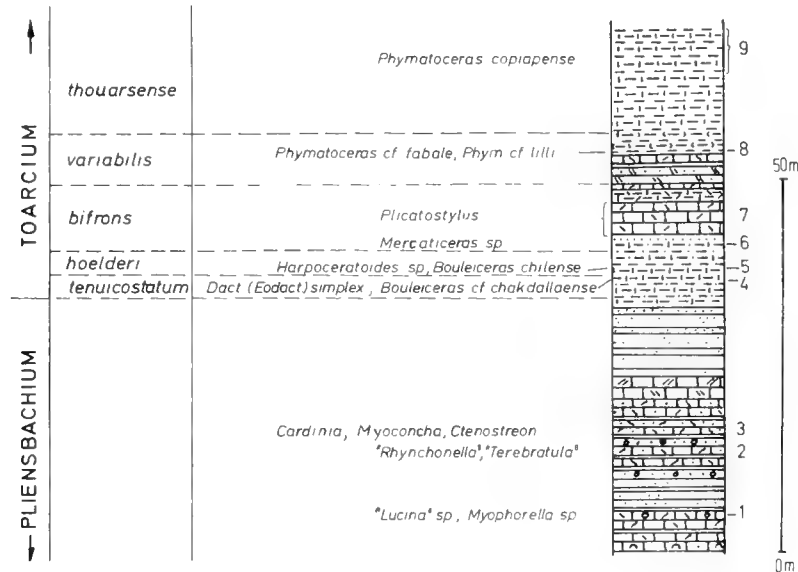 TOARCIUM
PLIENSBACHIUM
thouarsense
variabilis
bifrons
hoelderi
tenuicostatum
Phymatoceras copiapense
Phymatoceras cf fabale, Phym cf lilli
Plicatostylus
Mercaticeras sp
Harpoceratoides sp, Bouleiceras chilense
Dact (Eodact) simplex, Bouleiceras cf chakdallaense
Cardinia, Myoconcha, Ctenostreon
"Rhynchonella", "Terebratula"
"Lucina" sp, Myophorella sp
9
8
7
6
5
4
3
2
1
50m
0m